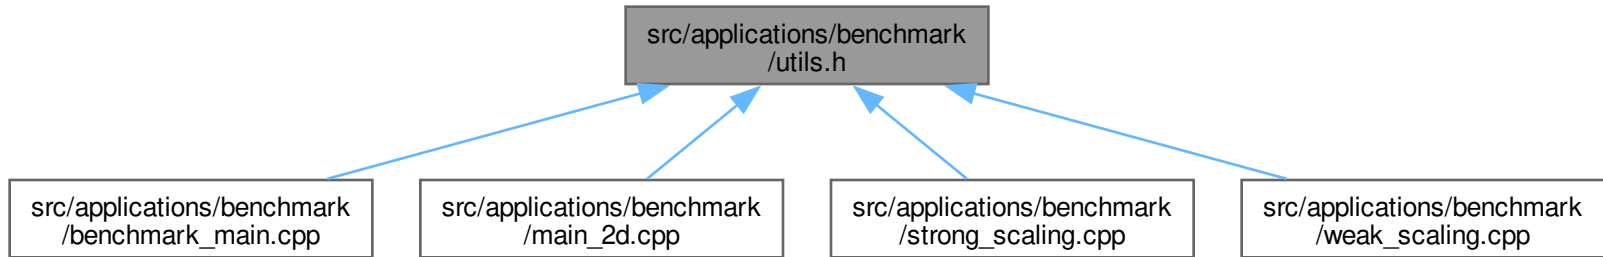 src/applications/benchmark
/utils.h
src/applications/benchmark
/benchmark_main.cpp
src/applications/benchmark
/main_2d.cpp
src/applications/benchmark
/strong_scaling.cpp
src/applications/benchmark
/weak_scaling.cpp